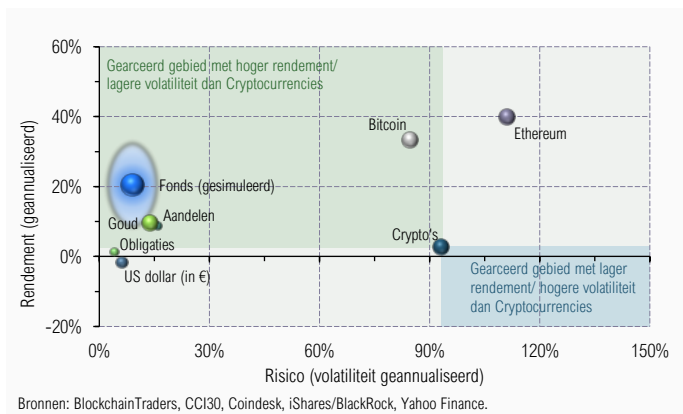 60%
Gearceerd gebied met hoger rendement/
lagere volatiliteit dan Cryptocurrencies
40%
Bitcoin
Ethereum
20%
Fonds (gesimuleerd)
Goud
Aandelen
Crypto's
Obligaties
0%
US dollar (in €)
Gearceerd gebied met lager
rendement/ hogere volatiliteit
dan Cryptocurrencies
-20%
Rendement (geannualiseerd)
0%
30%
60%
90%
120%
150%
Risico (volatiliteit geannualiseerd)
Bronnen: BlockchainTraders, CCI30, Coindesk, iShares/BlackRock, Yahoo Finance.